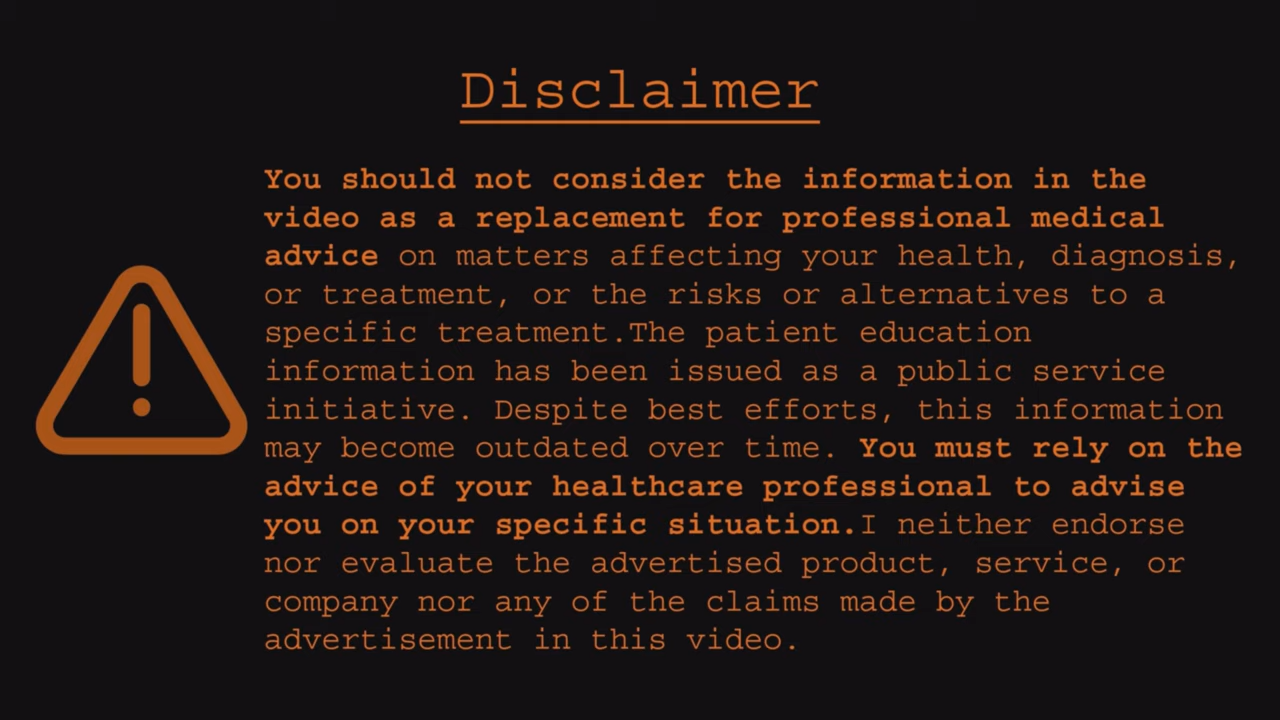 Disclaimer
You should not consider the information in the
video as a replacement for professional medical
advice on matters affecting your health, diagnosis,
or treatment, or the risks or alternatives to a
specific treatment.The patient education
information has been issued as a public service
initiative. Despite best efforts, this information
may become outdated over time. You must rely on the
advice of your healthcare professional to advise
you on your specific situation.I neither endorse
nor evaluate the advertised product, service, or
company nor any of the claims made by the
advertisement in this video.